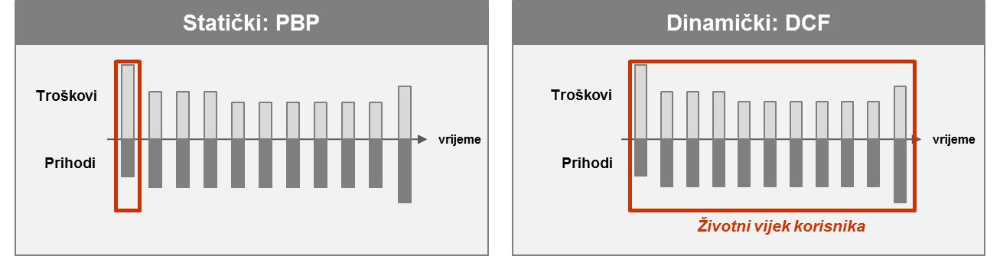 Statički: PBP
Troškovi
vrijeme
Prihodi
Dinamički: DCF
Troškovi
vrijeme
Prihodi
Životni vijek korisnika